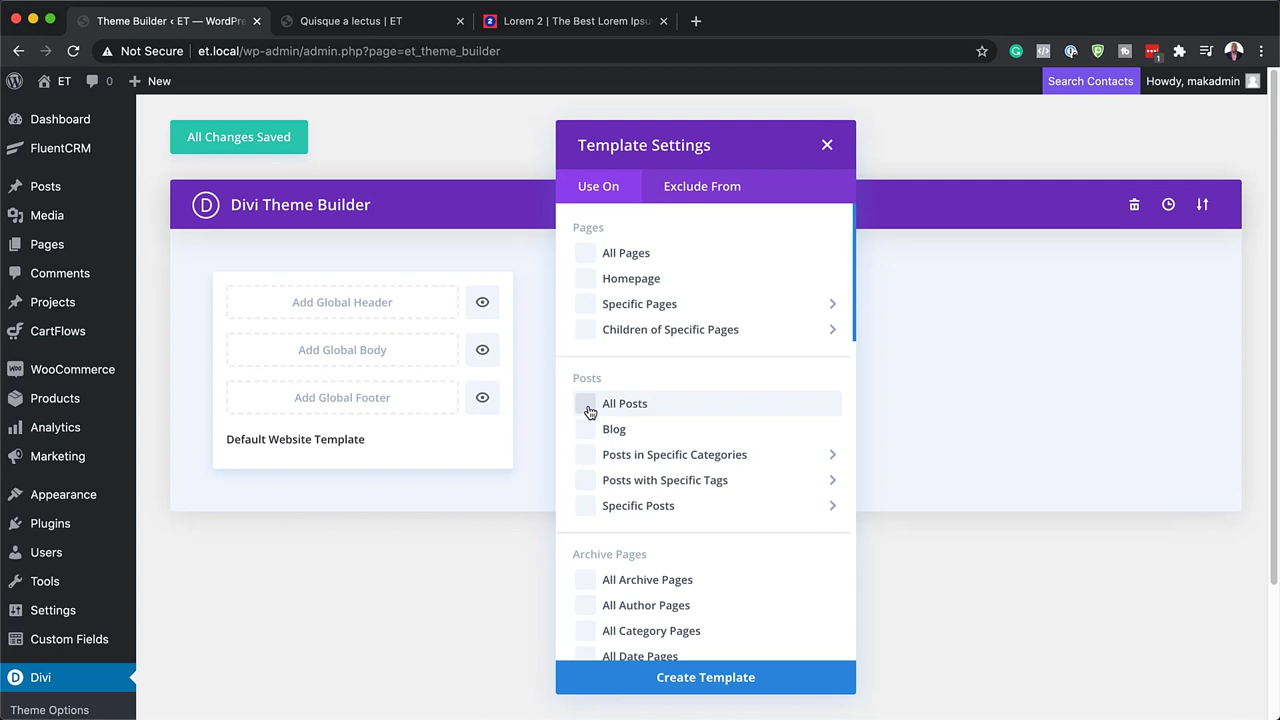 Theme Builder ‹ ET — WordPre
Quisque a lectus | ET
Lorem 2 | The Best Lorem Ipsu
Not Secure
et.local/wp-admin/admin.php?page=et_theme_builder
1
ET
0
New
Search Contacts
Howdy, makadmin
Dashboard
FluentCRM
Posts
Media
Pages
Comments
Projects
CartFlows
WooCommerce
Products
Analytics
Marketing
Appearance
Plugins
Users
Tools
Settings
Custom Fields
Divi
Theme Options
All Changes Saved
D
Divi Theme Builder
Add Global Header
Add Global Body
Add Global Footer
Default Website Template
Template Settings
Use On
Exclude From
Pages
All Pages
Homepage
Specific Pages
Children of Specific Pages
Posts
All Posts
Blog
Posts in Specific Categories
Posts with Specific Tags
Specific Posts
Archive Pages
All Archive Pages
All Author Pages
All Category Pages
All Date Pages
Create Template